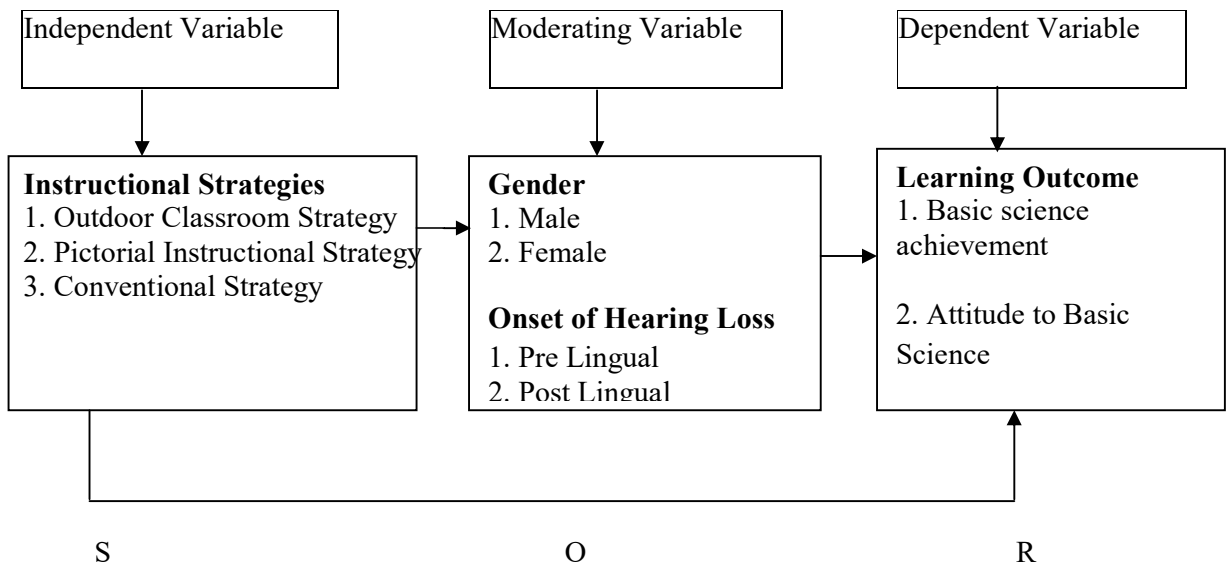 Independent Variable
Moderating Variable
Dependent Variable
Instructional Strategies
1. Outdoor Classroom Strategy
2. Pictorial Instructional Strategy
3. Conventional Strategy
Gender
1. Male
2. Female
Onset of Hearing Loss
1. Pre Lingual
2. Post Lingual
Learning Outcome
1. Basic science
achievement
2. Attitude to Basic
Science
S
O
R